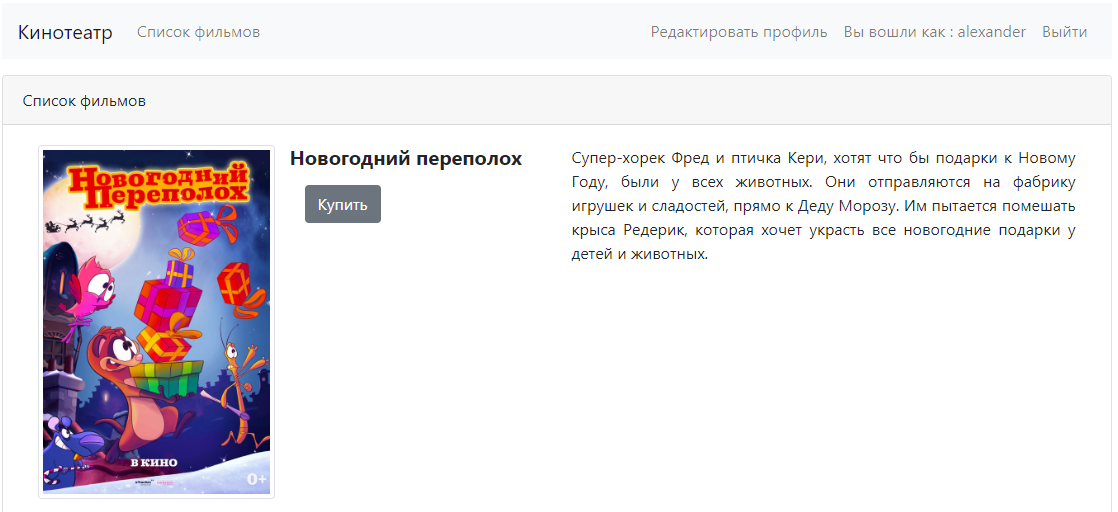 Кинотеатр Список фильмов Редактировать профиль Вы вошли как : alexander Выйти
Список фильмов
Новогодний
Переполох
В КИНО
0+
Новогодний переполох
Купить
Супер-хорек Фред и птичка Кери, хотят что бы подарки к Новому
Году, были у всех животных. Они отправляются на фабрику
игрушек и сладостей, прямо к Деду Морозу. Им пытается помешать
крыса Редерик, которая хочет украсть все новогодние подарки у
детей и животных.